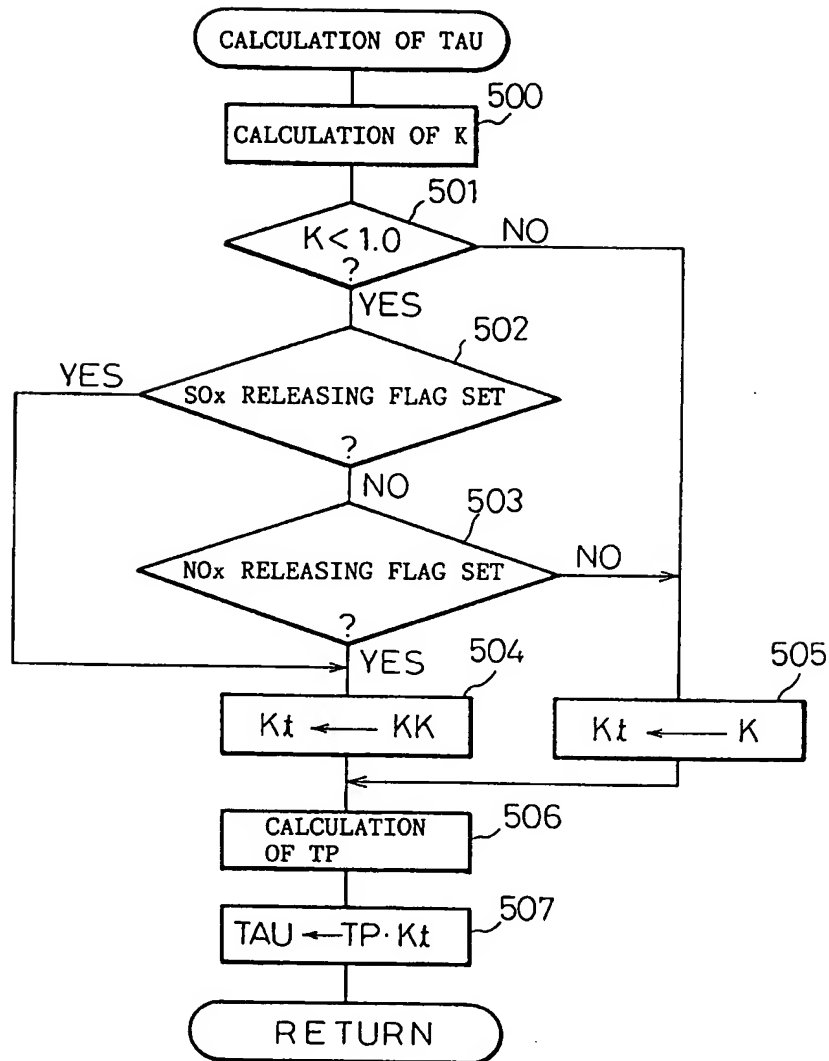 CALCULATION OF TAU
500
CALCULATION OF K
501
K < 1.0
NO
?
YES
502
YES
SOx RELEASING FLAG SET
?
NO
503
NOx RELEASING FLAG SET
NO
?
YES
504
505
Kt ← KK
Kt ← K
506
CALCULATION
OF TP
507
TAU ← TP·Kt
RETURN